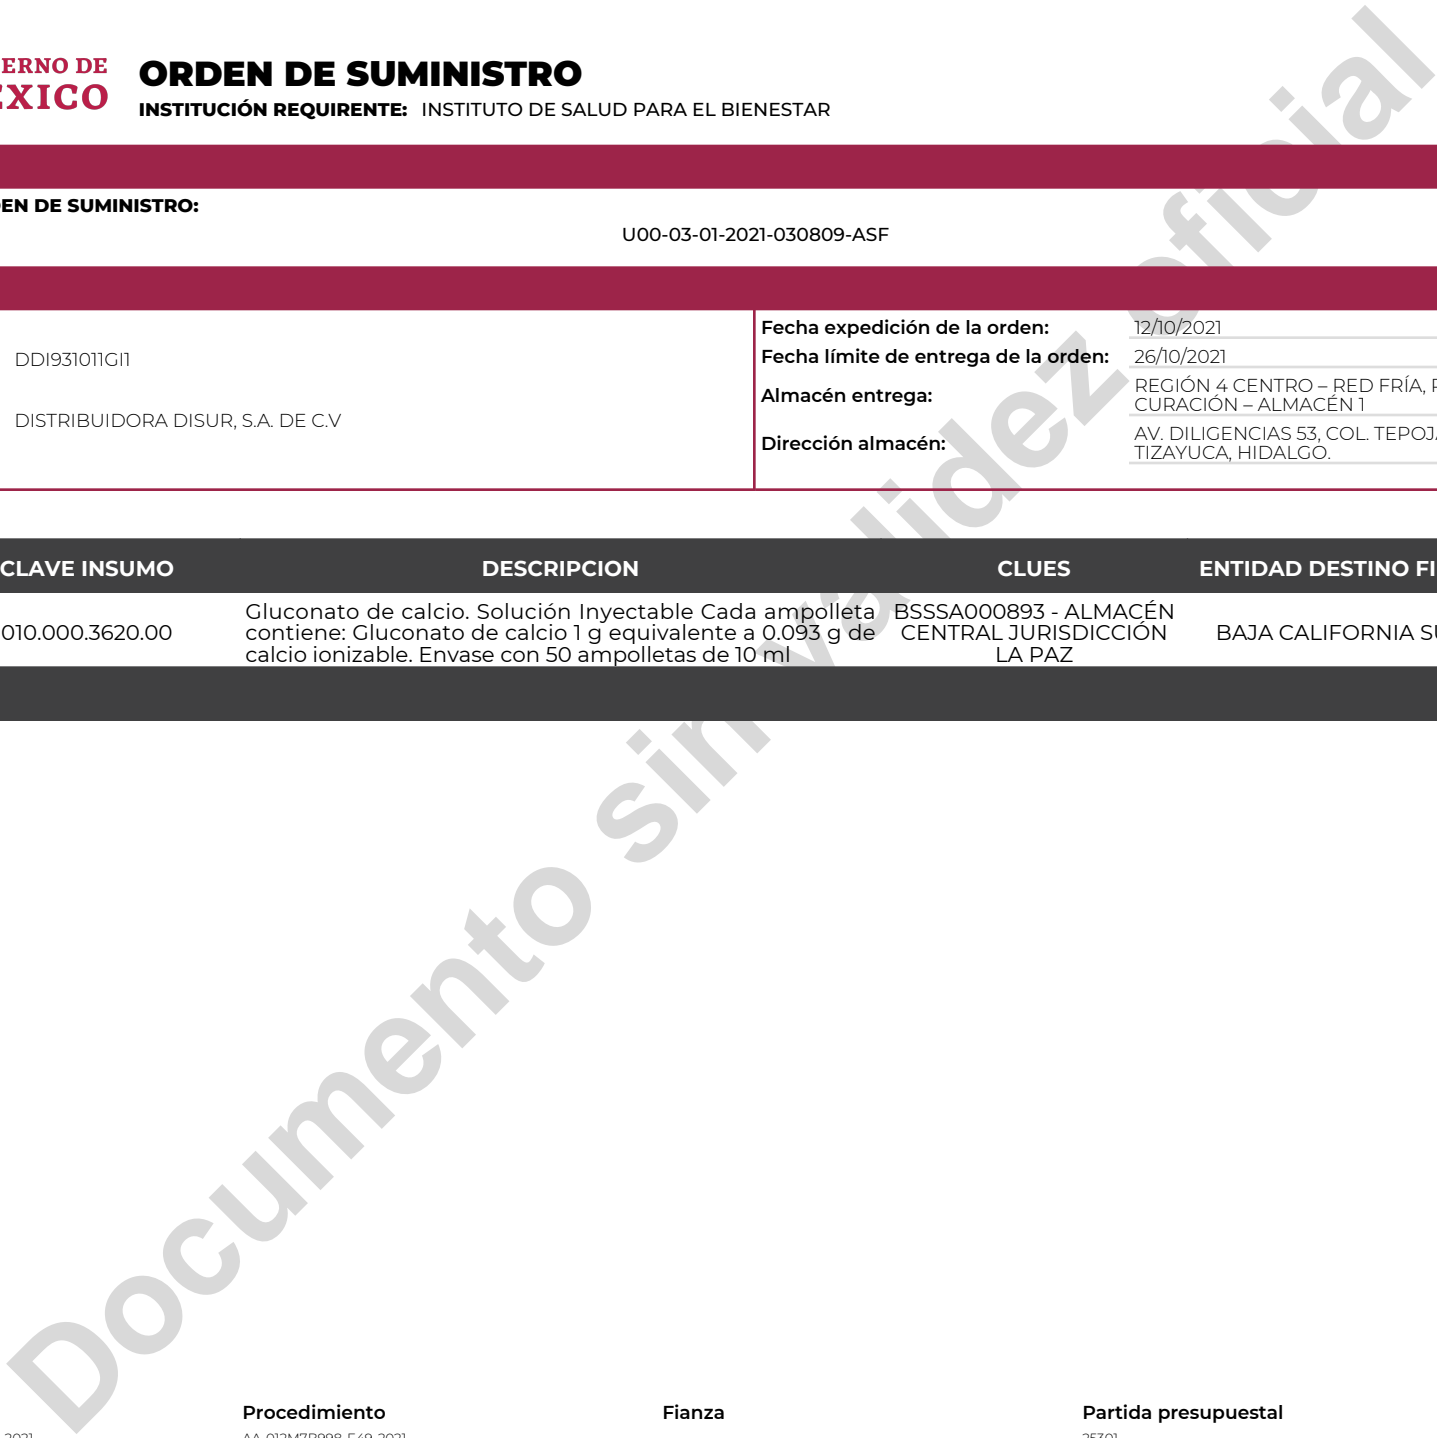 ERNO DE
EXICO
ORDEN DE SUMINISTRO
INSTITUCIÓN REQUIRENTE: INSTITUTO DE SALUD PARA EL BIENESTAR
EN DE SUMINISTRO:
U00-03-01-2021-030809-ASF
DDI931011GI1
DISTRIBUIDORA DISUR, S.A. DE C.V
Fecha expedición de la orden: 12/10/2021
Fecha límite de entrega de la orden: 26/10/2021
Almacén entrega: REGIÓN 4 CENTRO – RED FRÍA,
CURACIÓN – ALMACÉN 1
Dirección almacén: AV. DILIGENCIAS 53, COL. TEPOJ
TIZAYUCA, HIDALGO.
CLAVE INSUMO DESCRIPCION CLUES ENTIDAD DESTINO FI
010.000.3620.00
Gluconato de calcio. Solución Inyectable Cada ampolleta
contiene: Gluconato de calcio 1 g equivalente a 0.093 g de
calcio ionizable. Envase con 50 ampolletas de 10 ml
BSSSA000893 - ALMACÉN
CENTRAL JURISDICCIÓN
LA PAZ
BAJA CALIFORNIA SU
Documento sin validez oficial
Procedimiento Fianza Partida presupuestal